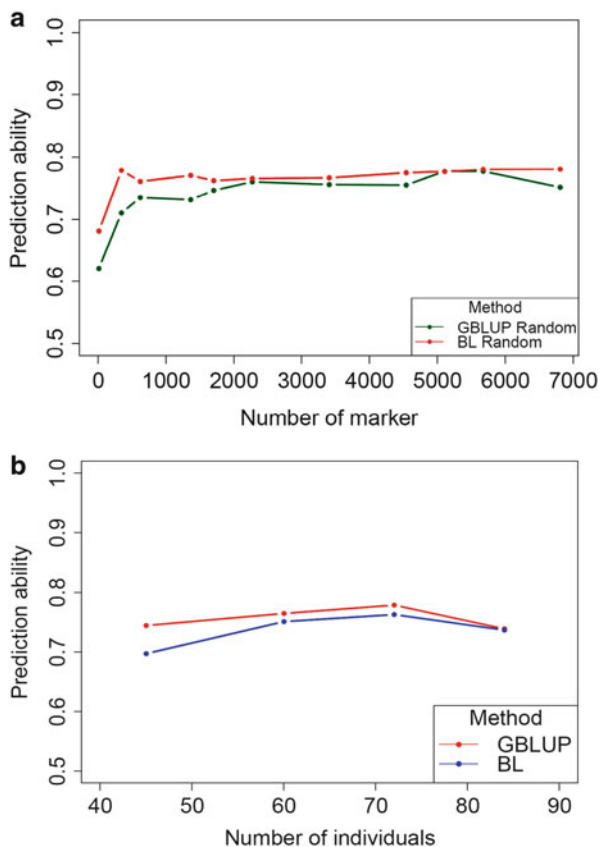 a
Prediction ability
1.0
0.9
0.8
0.7
0.6
0.5
0 1000 2000 3000 4000 5000 6000 7000
Number of marker
Method
GBLUP Random
BL Random
b
Prediction ability
1.0
0.9
0.8
0.7
0.6
0.5
40 50 60 70 80 90
Number of individuals
Method
GBLUP
BL